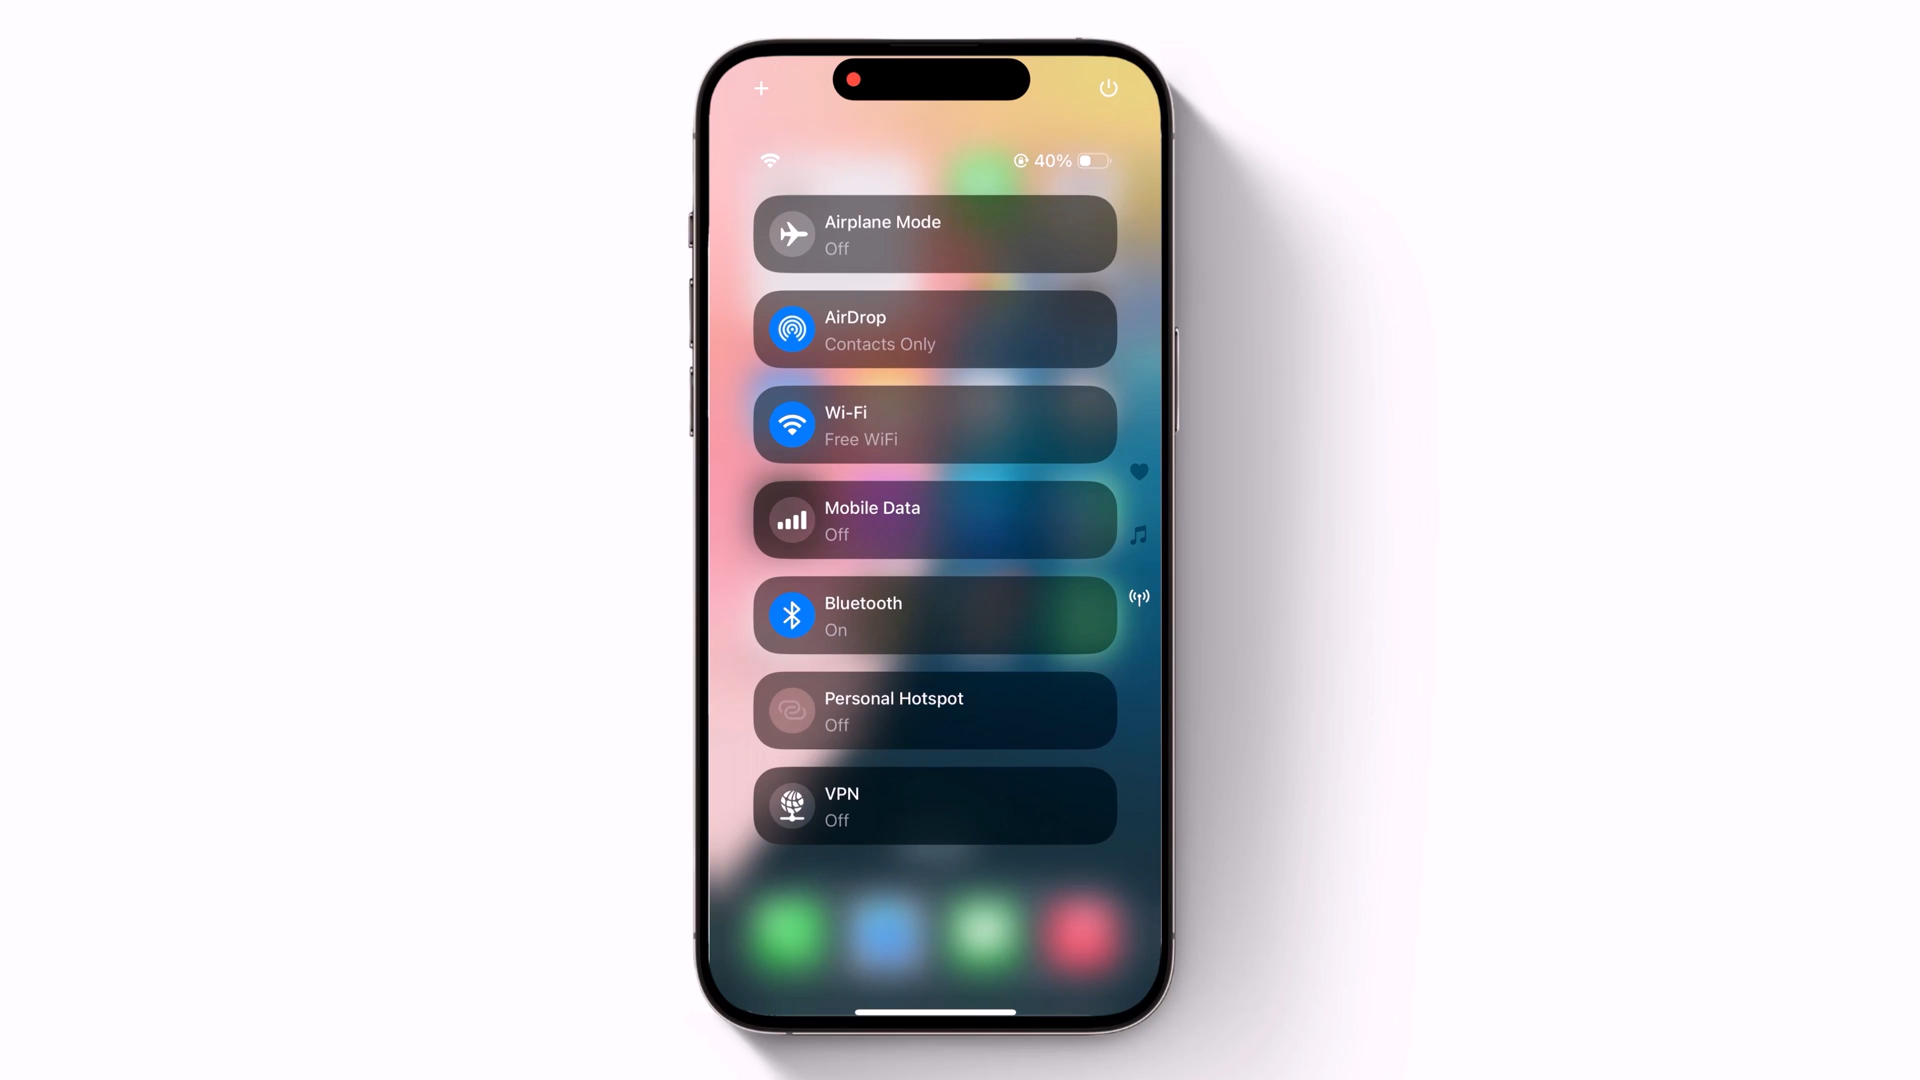 40%
Airplane Mode
Off
AirDrop
Contacts Only
Wi-Fi
Free WiFi
Mobile Data
Off
Bluetooth
On
Personal Hotspot
Off
VPN
Off